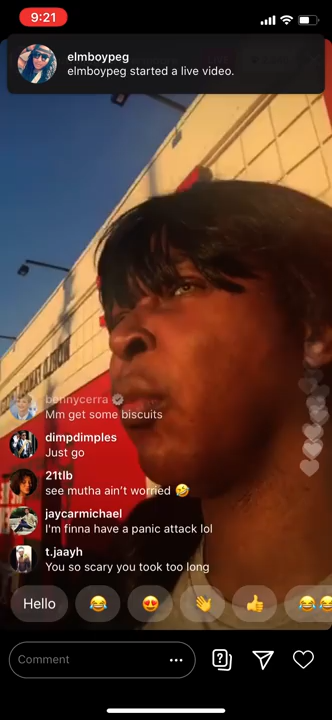 9:21
elmboypeg
elmboypeg started a live video.
bennycerra
Mm get some biscuits
dimpdimples
Just go
21tlb
see mutha ain't worried 🤣
jaycarmichael
I'm finna have a panic attack lol
t.jaayh
You so scary you took too long
Hello
Comment